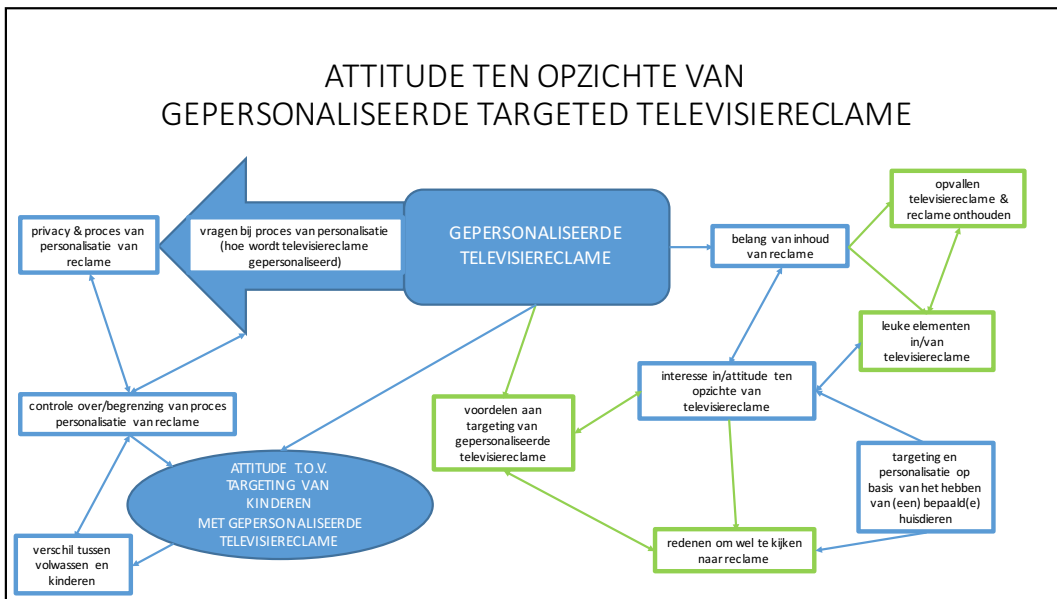 ATTITUDE TEN OPZICHTE VAN
GEPERSONALISEERDE TARGETED TELEVISIERECLAME
privacy & proces van
personalisatie van
reclame
vragen bij proces van personalisatie
(hoe wordt televisiereclame
gepersonaliseerd)
GEPERSONALISEERDE
TELEVISIERECLAME
belang van inhoud
van reclame
opvallen
televisiereclame &
reclame onthouden
leuke elementen
in/van
televisiereclame
controle over/begrenzing van proces
personalisatie van reclame
voordelen aan
targeting van
gepersonaliseerde
televisiereclame
interesse in/attitude ten
opzichte van
televisiereclame
ATTITUDE T.O.V.
TARGETING VAN
KINDEREN
MET GEPERSONALISEERDE
TELEVISIERECLAME
targeting en
personalisatie op
basis van het hebben
van (een) bepaald(e)
huisdieren
verschil tussen
volwassen en
kinderen
redenen om wel te kijken
naar reclame